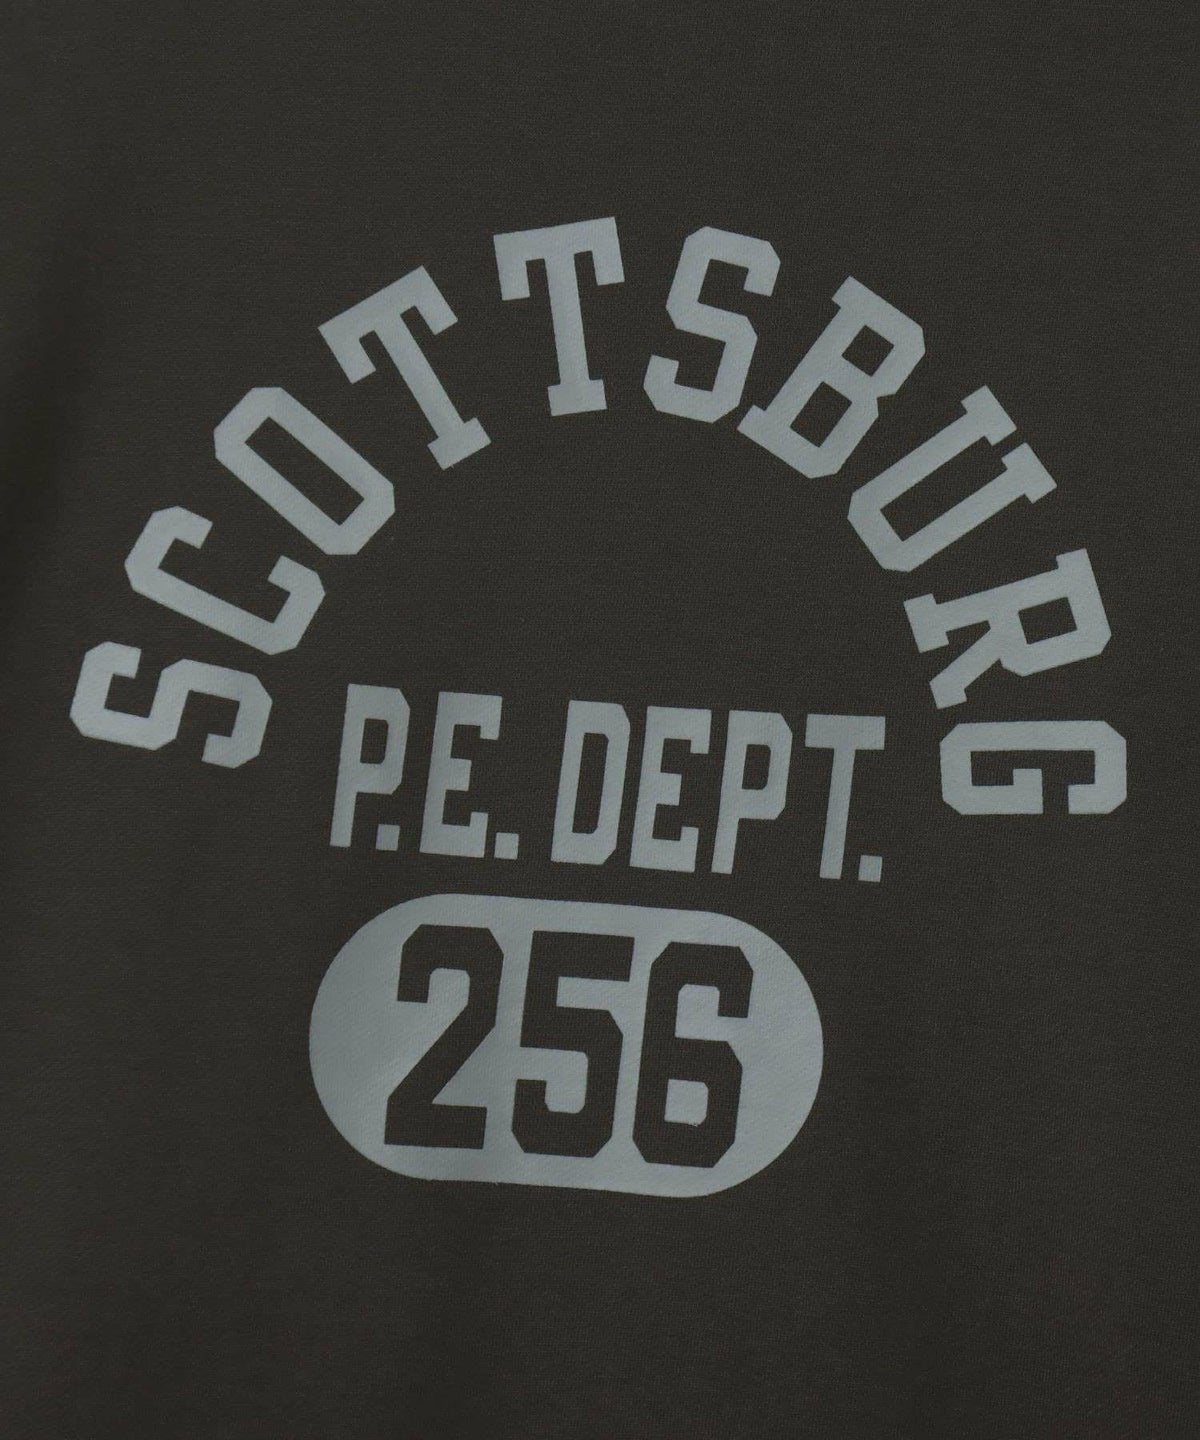 SCOTTSBURG
P.E. DEPT.
256